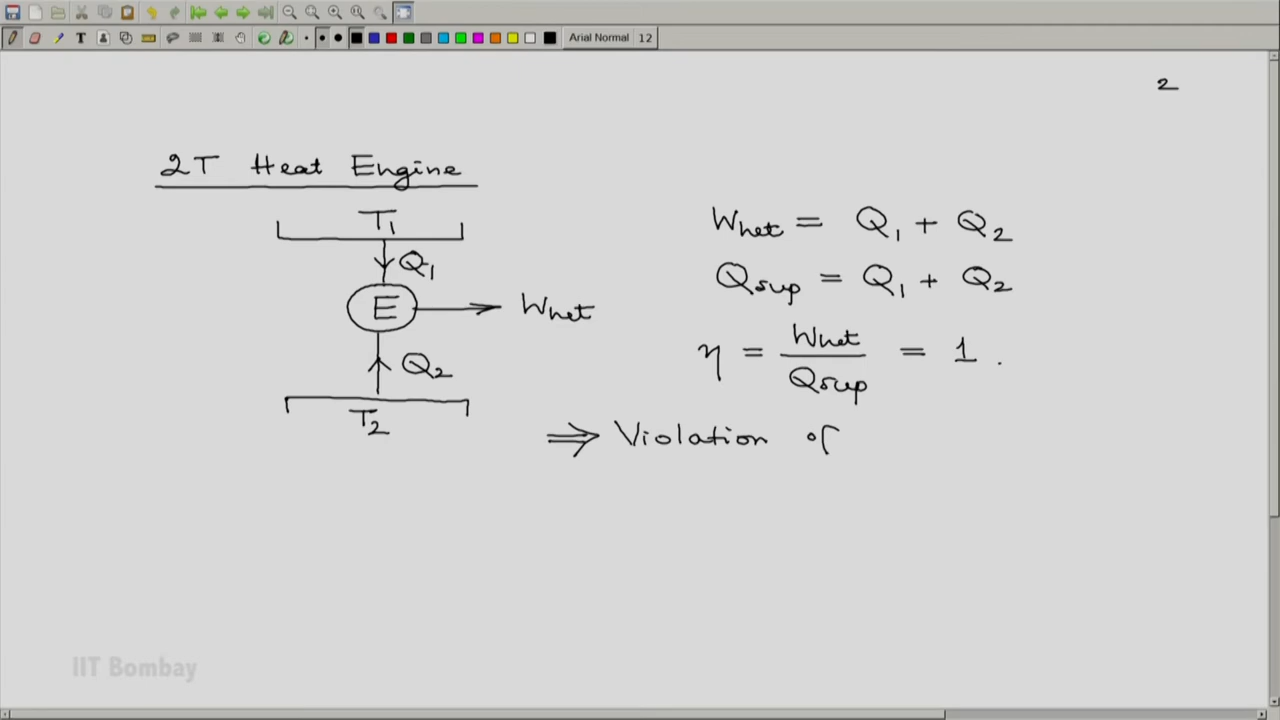 Arial Normal 12
2
2T Heat Engine
T1
Q1
E
Wnet
Q2
T2
Wnet = Q1 + Q2
Qsup = Q1 + Q2
η = Wnet / Qsup = 1 .
⇒ Violation of
IIT Bombay